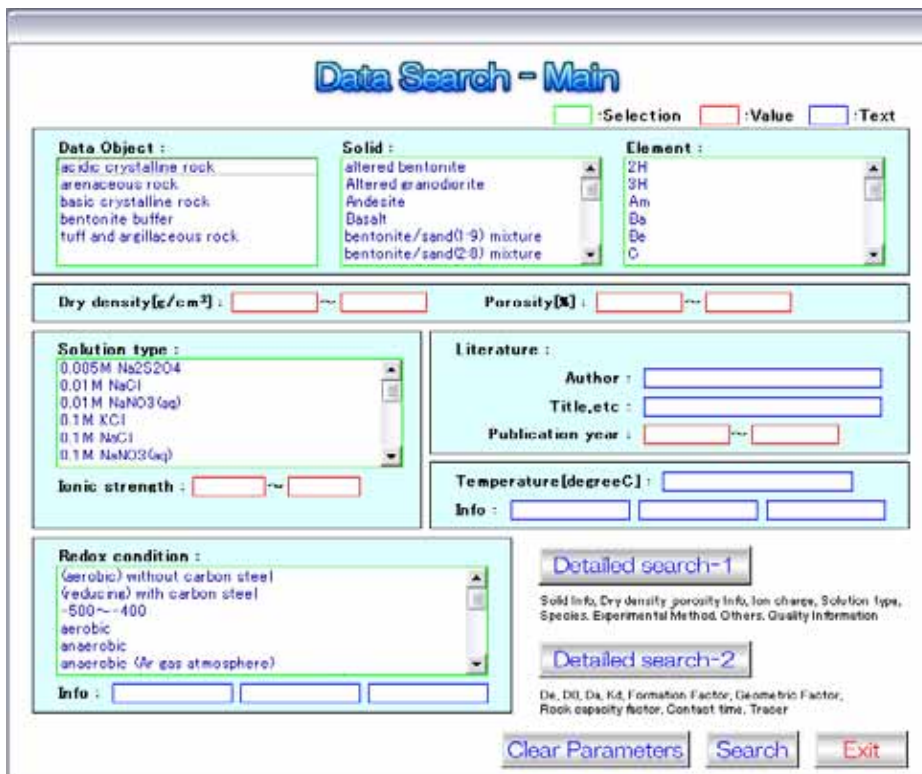 Data Search - Main
:Selection :Value :Text
Data Object : Solid : Element :
acidic crystalline rock
arenaceous rock
basic crystalline rock
bentonite buffer
tuff and argillaceous rock
altered bentonite
Altered granodiorite
Andesite
Basalt
bentonite/sand(1:9) mixture
bentonite/sand(2:8) mixture
2H
3H
Am
Ba
Be
C
Dry density[g/cm³] : ~ Porosity[%] : ~
Solution type :
0.005M Na2S2O4
0.01M NaCl
0.01M NaNO3(aq)
0.1M KCl
0.1M NaCl
0.1M NaNO3(aq)
Ionic strength : ~
Literature :
Author :
Title,etc :
Publication year : ~
Temperature[degreeC] :
Info :
Redox condition :
(aerobic) without carbon steel
(reducing) with carbon steel
-500~-400
aerobic
anaerobic
anaerobic (Ar gas atmosphere)
Info :
Detailed search-1
Solid Info, Dry density, porosity Info, Ion charge, Solution type,
Species, Experimental Method, Others, Quality Information
Detailed search-2
De, D0, Da, Kd, Formation Factor, Geometric Factor,
Rock capacity factor, Contact time, Tracer
Clear Parameters Search Exit